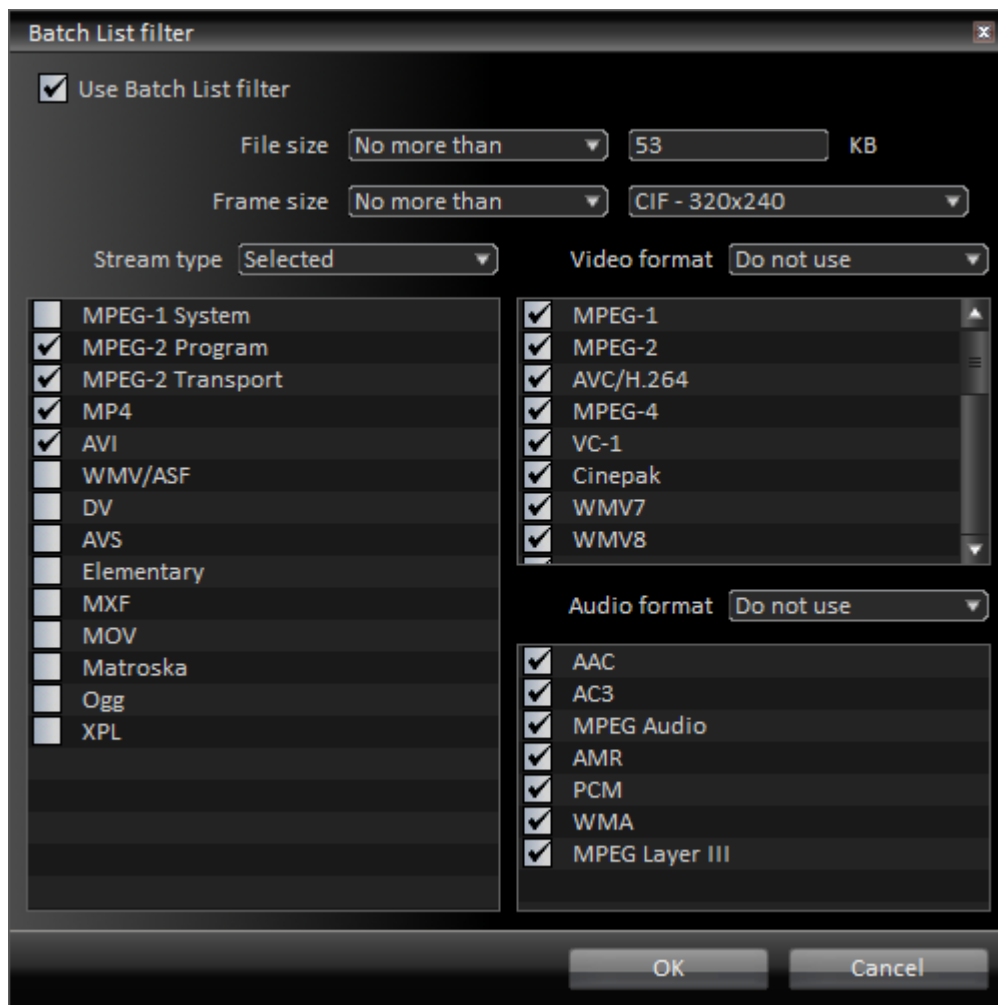 Batch List filter
Use Batch List filter
File size No more than 53 KB
Frame size No more than CIF - 320x240
Stream type Selected
MPEG-1 System
MPEG-2 Program
MPEG-2 Transport
MP4
AVI
WMV/ASF
DV
AVS
Elementary
MXF
MOV
Matroska
Ogg
XPL
Video format Do not use
MPEG-1
MPEG-2
AVC/H.264
MPEG-4
VC-1
Cinepak
WMV7
WMV8
Audio format Do not use
AAC
AC3
MPEG Audio
AMR
PCM
WMA
MPEG Layer III
OK Cancel